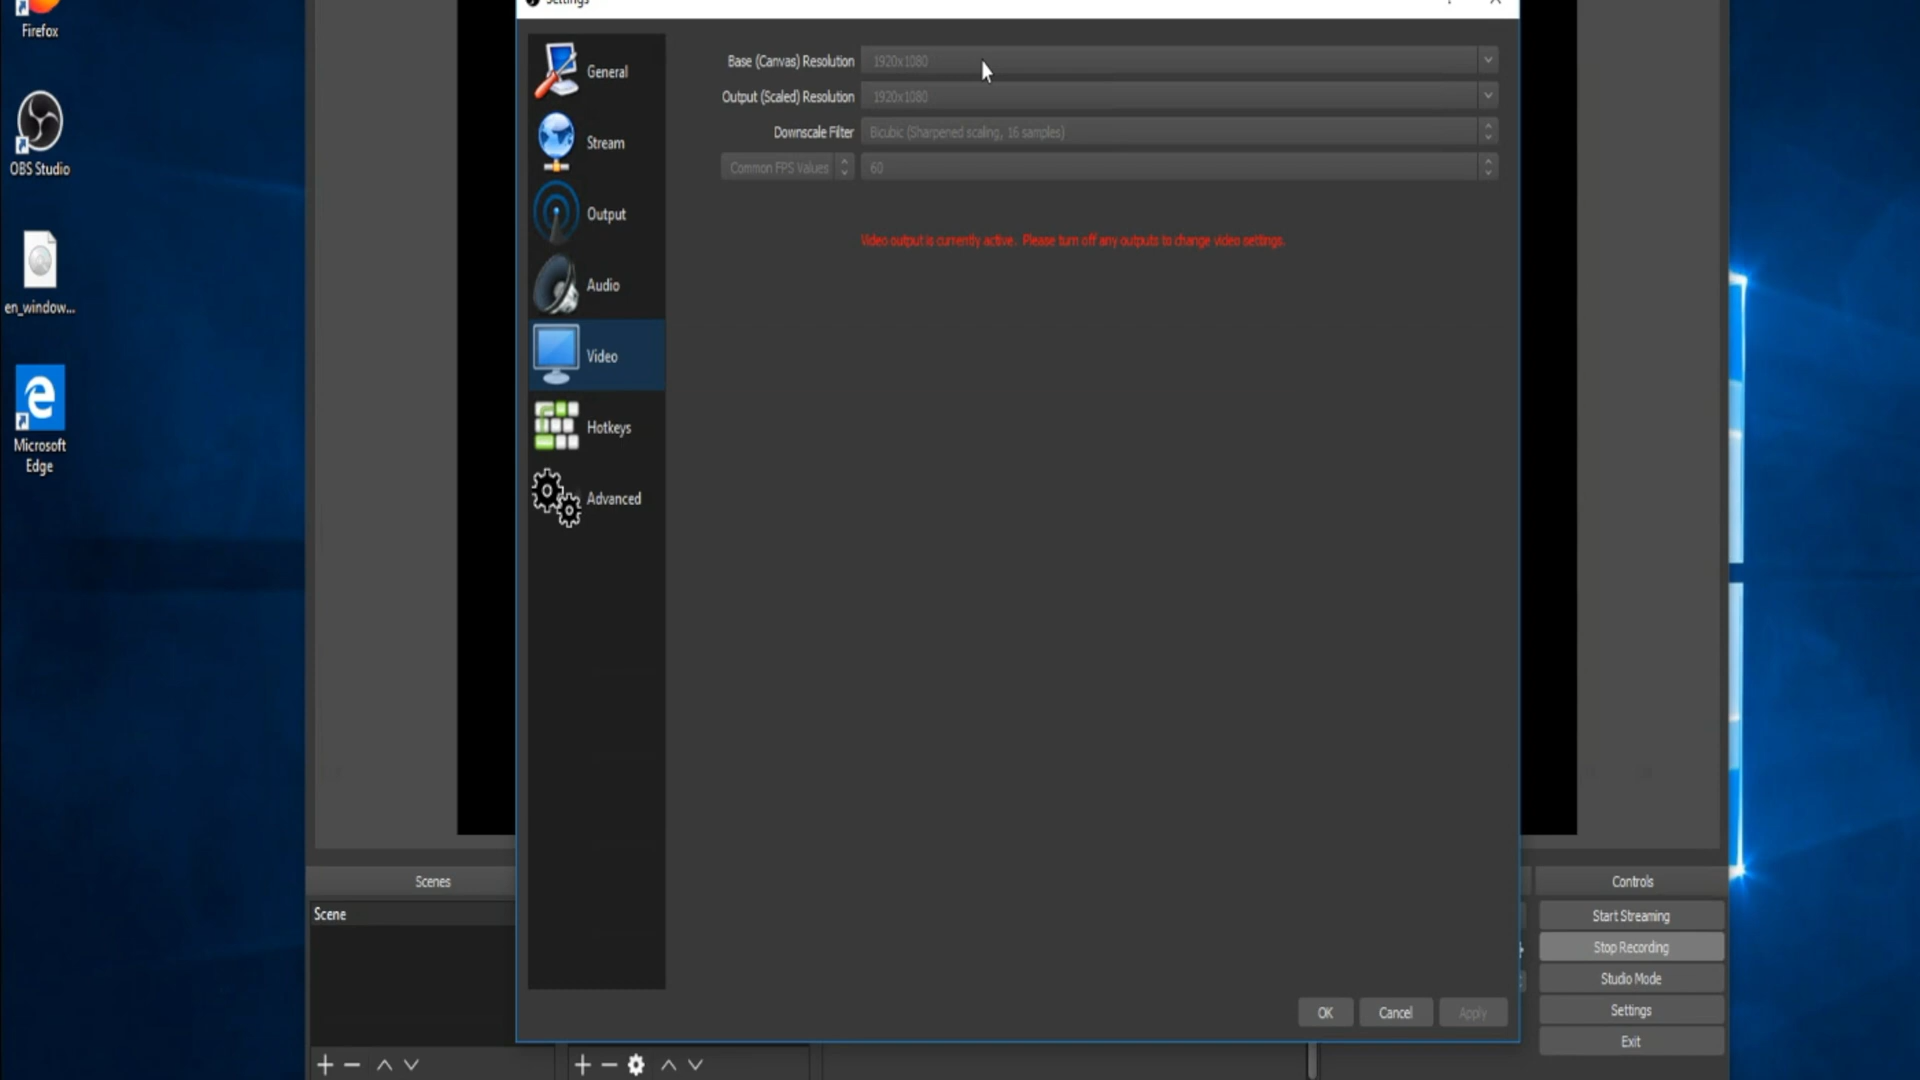 Settings
Firefox
OBS Studio
en_window...
Microsoft
Edge
General
Stream
Output
Audio
Video
Hotkeys
Advanced
Base (Canvas) Resolution
1920x1080
Output (Scaled) Resolution
1920x1080
Downscale Filter
Bicubic (Sharpened scaling, 16 samples)
Common FPS Values
60
Video output is currently active. Please turn off any outputs to change video settings.
OK
Cancel
Apply
Scenes
Scene
Controls
Start Streaming
Stop Recording
Studio Mode
Settings
Exit